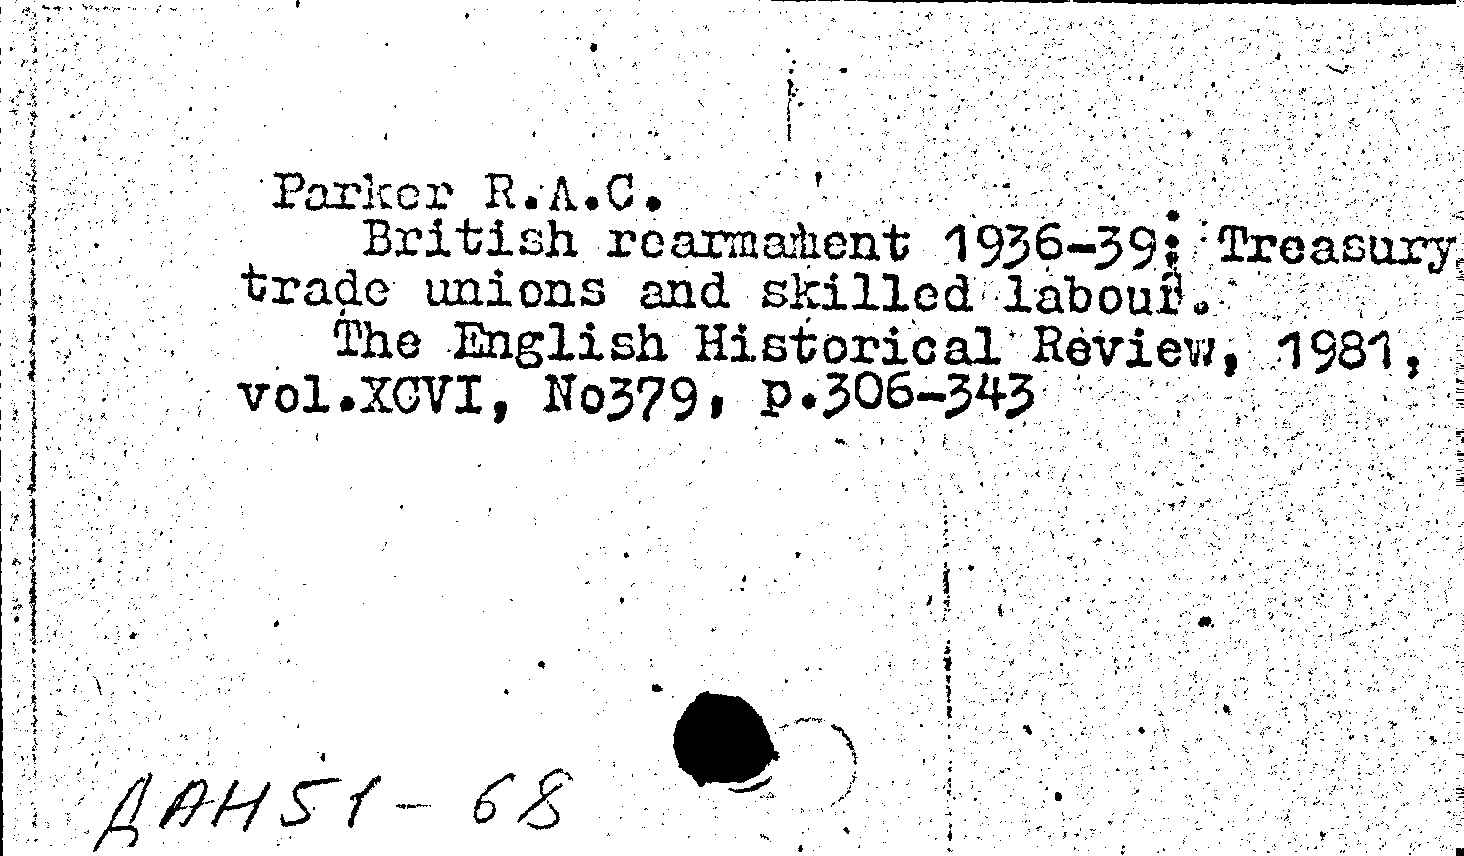 Parker R.A.C.
British rearmament 1936-39: Treasury,
trade unions and skilled labour.
The English Historical Review, 1981,
vol.XCVI, No379, p.306-343
ДАН51-68